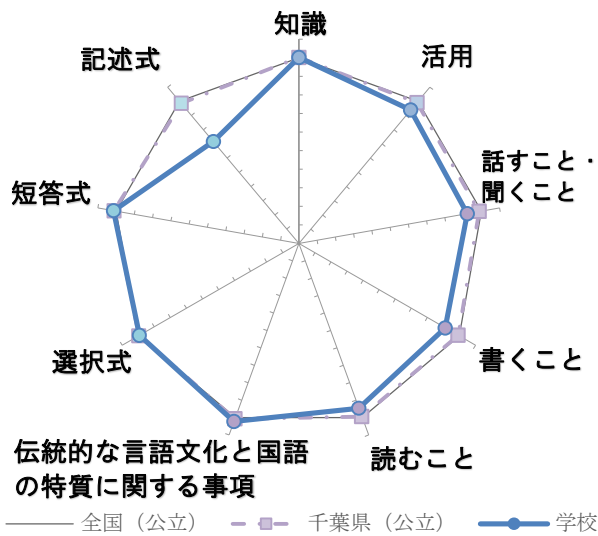 知識
記述式
活用
話すこと・
聞くこと
短答式
選択式
書くこと
伝統的な言語文化と国語
の特質に関する事項
読むこと
全国（公立）
千葉県（公立）
学校